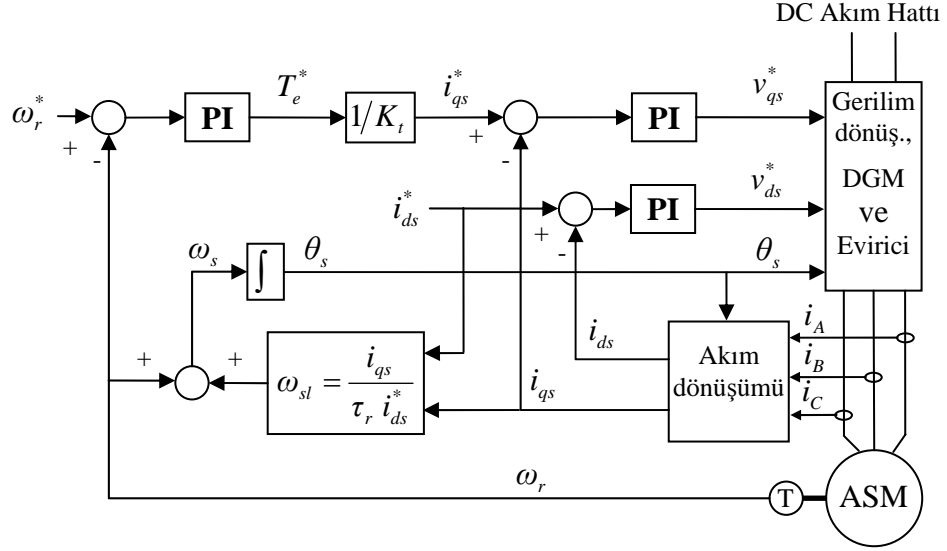 DC Akım Hattı
ω_r^* + - PI T_e^* 1/K_t i_qs^* + - PI v_qs^*
Gerilim
dönüş.,
DGM
ve
Evirici
i_ds^* + - PI v_ds^*
ω_s ∫ θ_s θ_s
+ + ω_sl = i_qs / (τ_r i_ds^*)
i_ds
i_qs
Akım
dönüşümü
i_A
i_B
i_C
ω_r
T
ASM